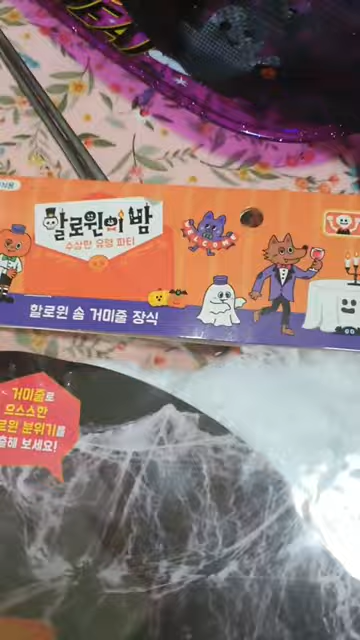 할로윈의 밤
수상한 유령 파티
WELCOME
할로윈 솜 거미줄 장식
거미줄로
으스스한
로윈 분위기를
출해 보세요!